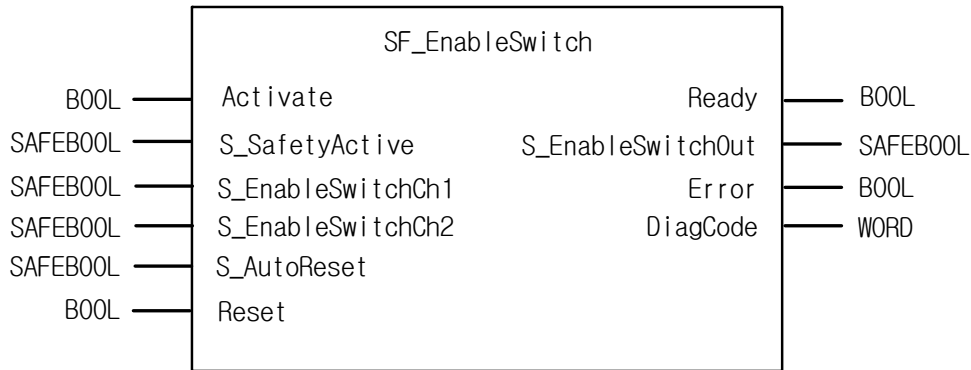 SF_EnableSwitch
BOOL Activate Ready BOOL
SAFEBOOL S_SafetyActive S_EnableSwitchOut SAFEBOOL
SAFEBOOL S_EnableSwitchCh1 Error BOOL
SAFEBOOL S_EnableSwitchCh2 DiagCode WORD
SAFEBOOL S_AutoReset
BOOL Reset